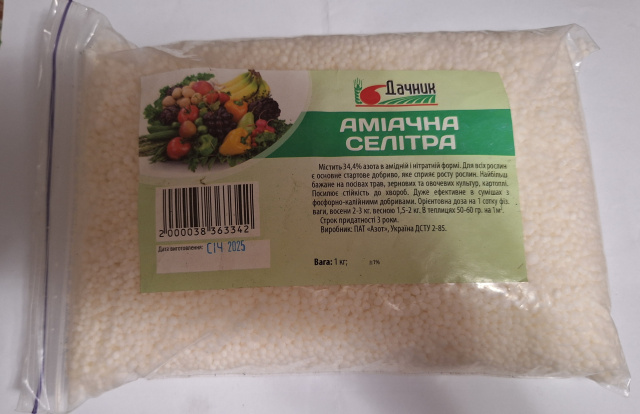 Дачник
АМІАЧНА
СЕЛІТРА
Містить 34,4% азота в амідній і нітратній формі. Для всіх рослин
є основне стартове добриво, яке сприяє росту рослин. Найбільш
бажане на посівах трав, зернових та овочевих культур, картоплі.
Посилює стійкість до хвороб. Дуже ефективне в сумішах з
фосфорно-калійними добривами. Орієнтовна доза на 1 сотку фіз.
ваги, восени 2-3 кг, весною 1,5-2 кг. В теплицях 50-60 гр. на 1м².
Строк придатності 3 роки.
Виробник: ПАТ «Азот», Україна ДСТУ 2-85.
2 000038 363342
Дата виготовлення: СІЧ 2025
Вага: 1 кг; ±1%